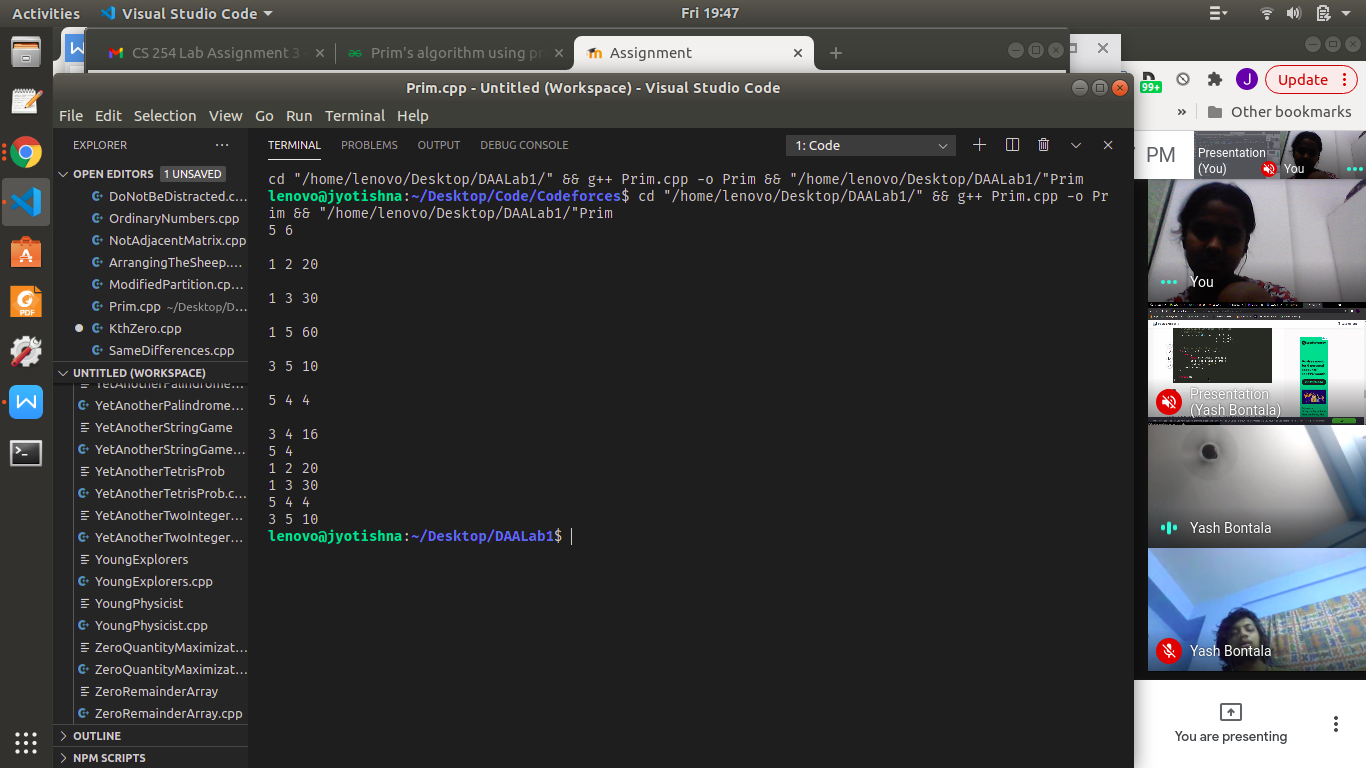 Activities
Visual Studio Code
Fri 19:47
CS 254 Lab Assignment 3
Prim's algorithm using pr
Assignment
Prim.cpp - Untitled (Workspace) - Visual Studio Code
File Edit Selection View Go Run Terminal Help
EXPLORER
OPEN EDITORS 1 UNSAVED
DoNotBeDistracted.c...
OrdinaryNumbers.cpp
NotAdjacentMatrix.cpp
ArrangingTheSheep....
ModifiedPartition.cp...
Prim.cpp ~/Desktop/D...
KthZero.cpp
SameDifferences.cpp
UNTITLED (WORKSPACE)
YetAnotherPalindrome...
YetAnotherPalindrome...
YetAnotherStringGame
YetAnotherStringGame...
YetAnotherTetrisProb
YetAnotherTetrisProb.c...
YetAnotherTwoInteger...
YetAnotherTwoInteger...
YoungExplorers
YoungExplorers.cpp
YoungPhysicist
YoungPhysicist.cpp
ZeroQuantityMaximizat...
ZeroQuantityMaximizat...
ZeroRemainderArray
ZeroRemainderArray.cpp
OUTLINE
NPM SCRIPTS
TERMINAL PROBLEMS OUTPUT DEBUG CONSOLE
1: Code
cd "/home/lenovo/Desktop/DAALab1/" && g++ Prim.cpp -o Prim && "/home/lenovo/Desktop/DAALab1/"Prim
lenovo@jyotishna:~/Desktop/Code/Codeforces$ cd "/home/lenovo/Desktop/DAALab1/" && g++ Prim.cpp -o Pr
im && "/home/lenovo/Desktop/DAALab1/"Prim
5 6
1 2 20
1 3 30
1 5 60
3 5 10
5 4 4
3 4 16
5 4
1 2 20
1 3 30
5 4 4
3 5 10
lenovo@jyotishna:~/Desktop/DAALab1$
99+
J
Update
» Other bookmarks
PM
Presentation
(You)
You
You
Presentation
(Yash Bontala)
Yash Bontala
Yash Bontala
You are presenting